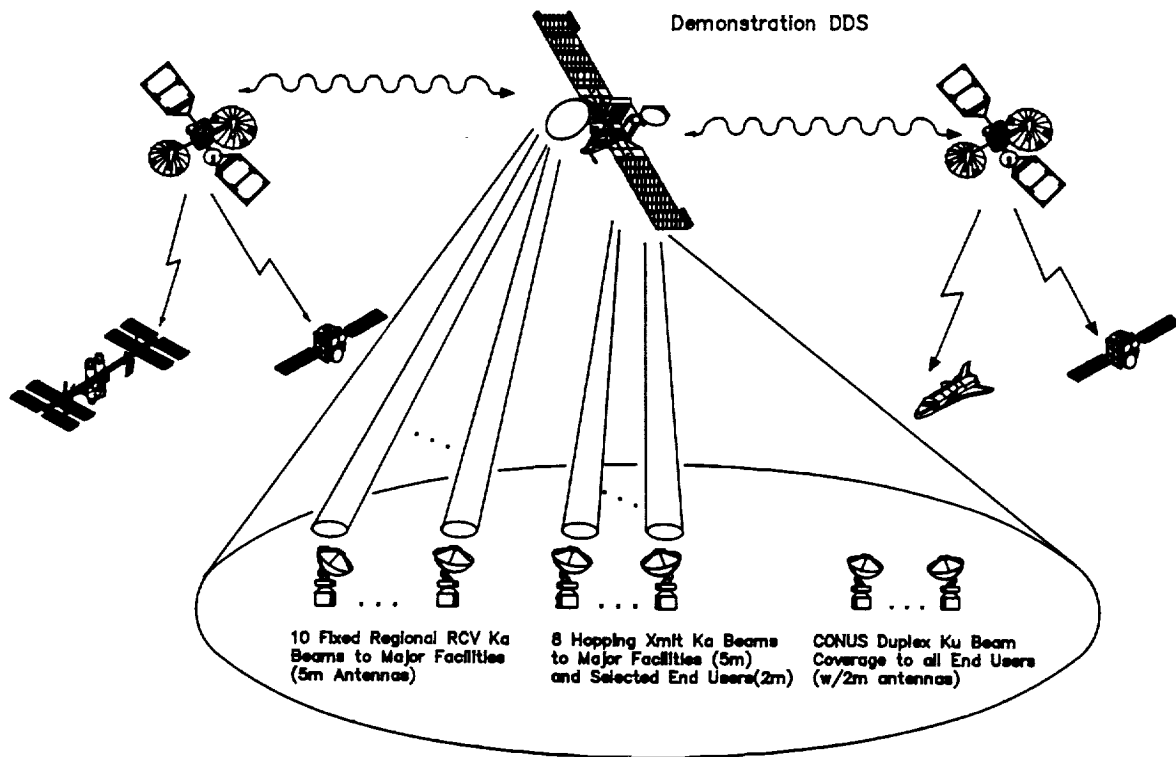 Demonstration DDS
10 Fixed Regional RCV Ka
Beams to Major Facilities
(5m Antennas)
8 Hopping Xmit Ka Beams
to Major Facilities (5m)
and Selected End Users(2m)
CONUS Duplex Ku Beam
Coverage to all End Users
(w/2m antennas)